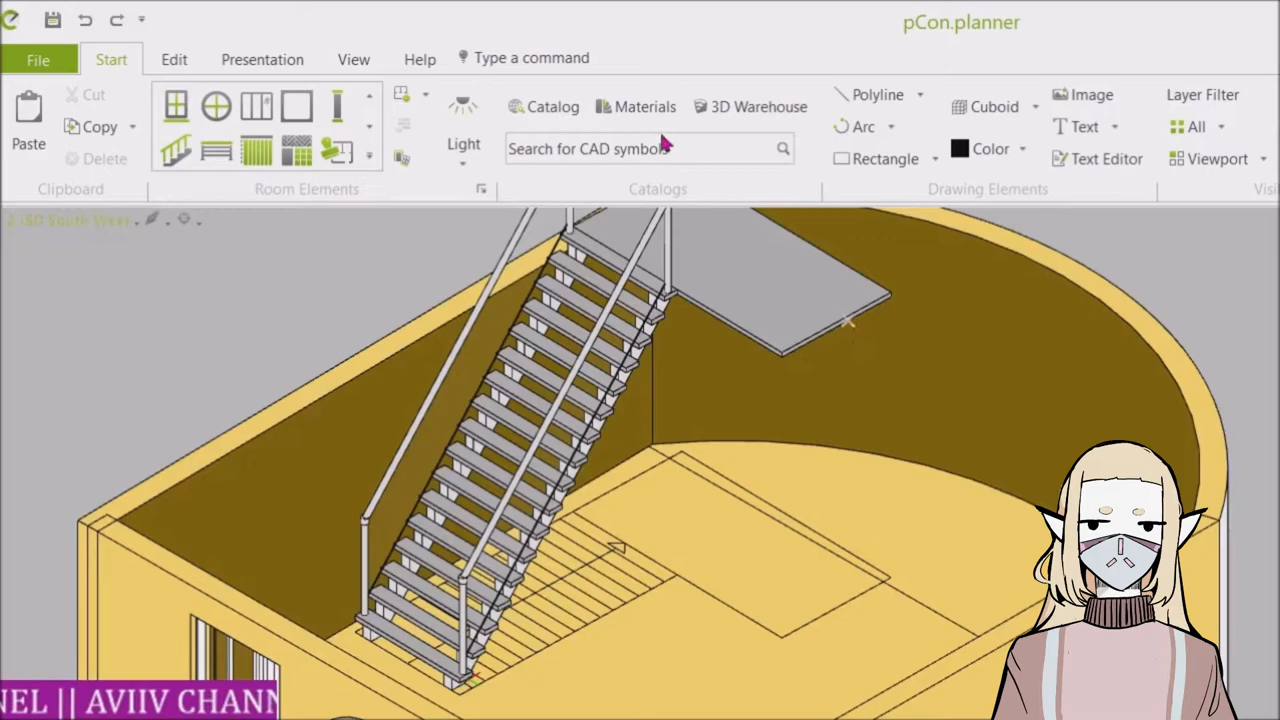 pCon.planner
File Start Edit Presentation View Help Type a command
Cut Catalog Materials 3D Warehouse Polyline Cuboid Image Layer Filter
Copy Arc Text All
Paste Light Search for CAD symbols
Delete Rectangle Color Text Editor Viewport
Clipboard Room Elements Catalogs Drawing Elements Visi
NEL || AVIIV CHANN